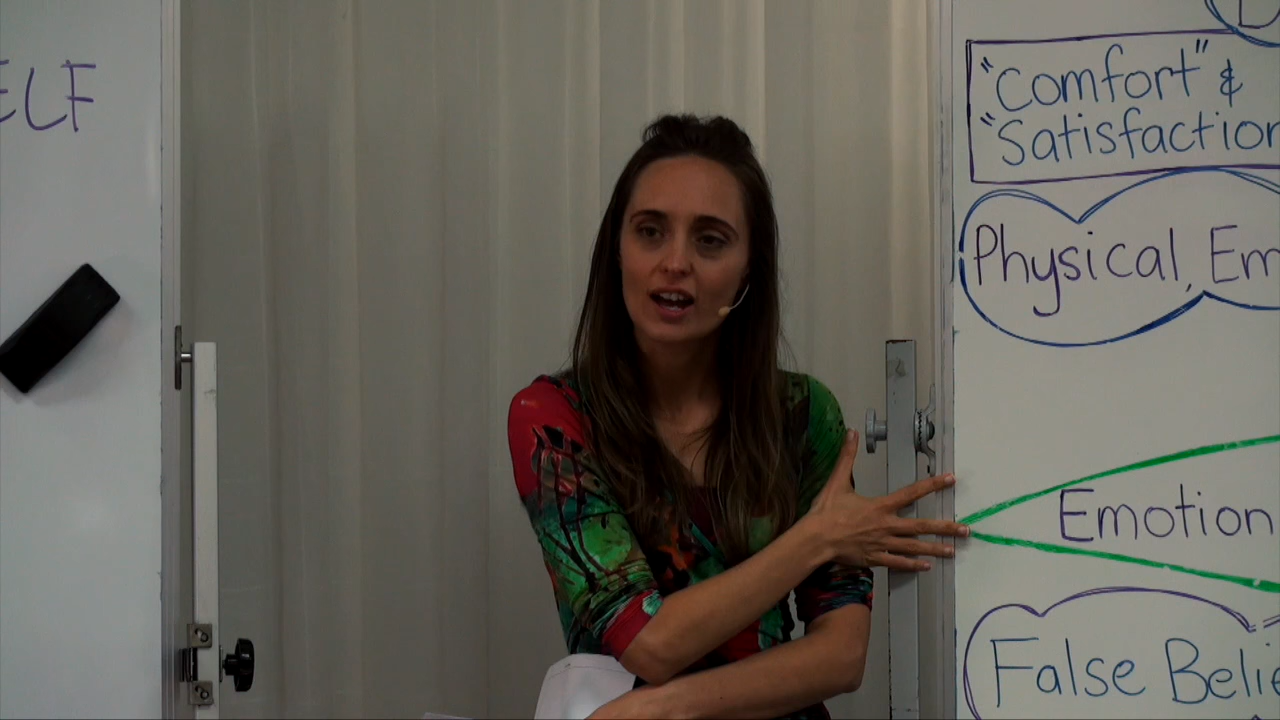 ELF
"Comfort" &
"Satisfaction
Physical, Em
Emotion
False Belie